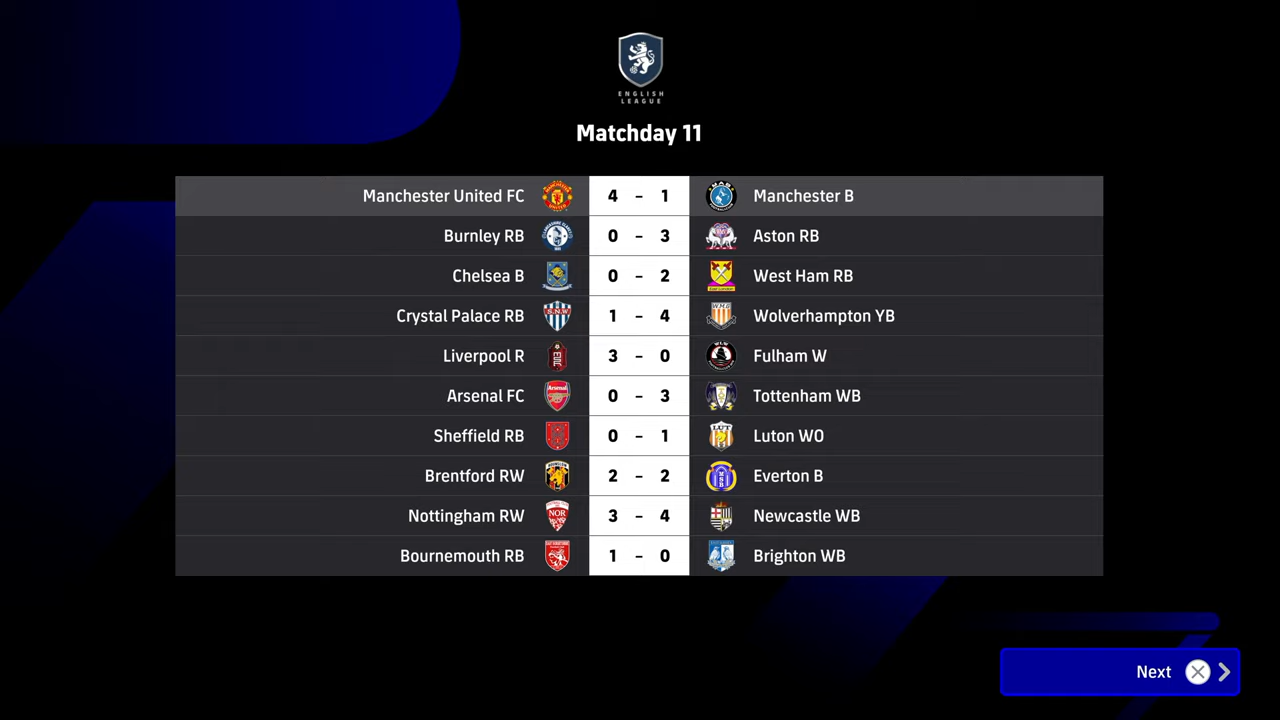 ENGLISH
LEAGUE
Matchday 11
Manchester United FC 4 - 1 Manchester B
Burnley RB 0 - 3 Aston RB
Chelsea B 0 - 2 West Ham RB
Crystal Palace RB 1 - 4 Wolverhampton YB
Liverpool R 3 - 0 Fulham W
Arsenal FC 0 - 3 Tottenham WB
Sheffield RB 0 - 1 Luton WO
Brentford RW 2 - 2 Everton B
Nottingham RW 3 - 4 Newcastle WB
Bournemouth RB 1 - 0 Brighton WB
Next